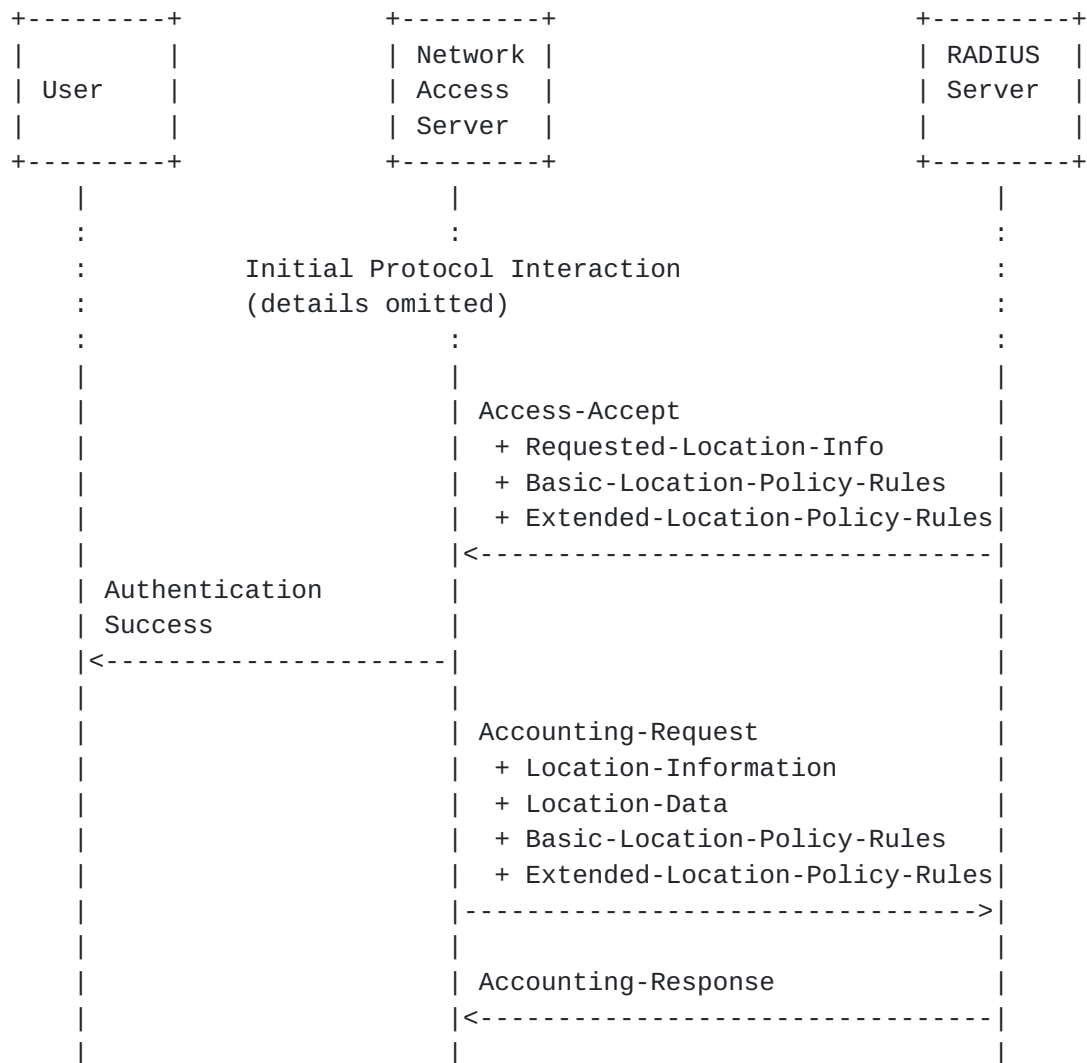 User
Network
Access
Server
RADIUS
Server
Initial Protocol Interaction
(details omitted)
Access-Accept
+ Requested-Location-Info
+ Basic-Location-Policy-Rules
+ Extended-Location-Policy-Rules
Authentication
Success
Accounting-Request
+ Location-Information
+ Location-Data
+ Basic-Location-Policy-Rules
+ Extended-Location-Policy-Rules
Accounting-Response